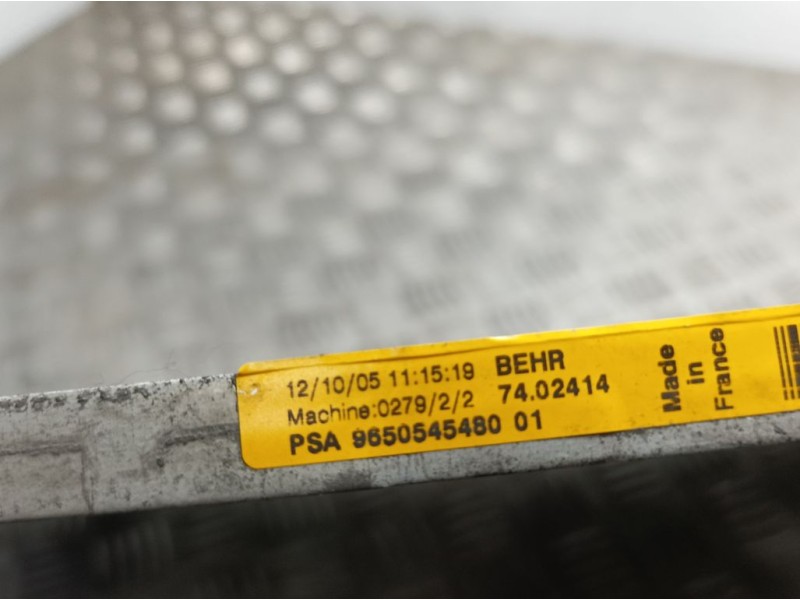 12/10/05 11:15:19 BEHR
Machine:0279/2/2 74.02414
PSA 9650545480 01
Made
in
France